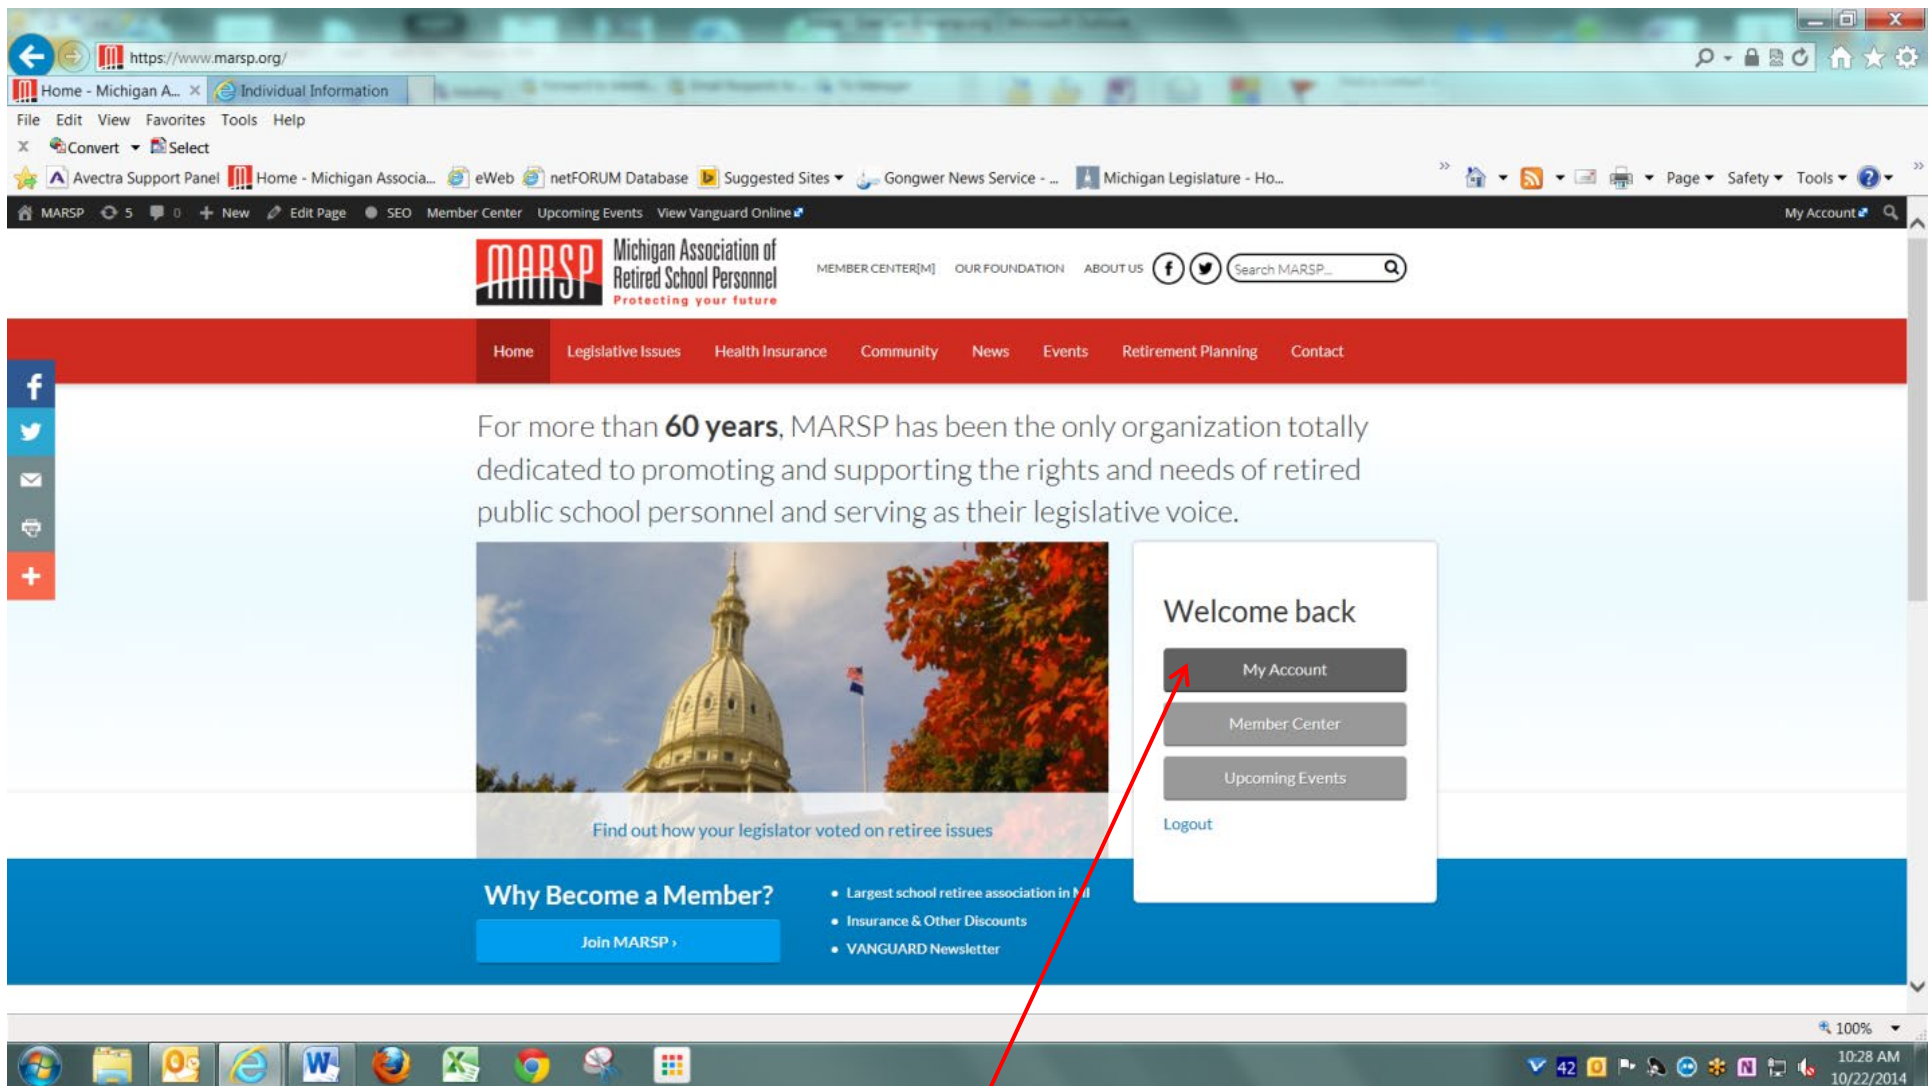 https://www.marsp.org/
Home - Michigan A...
Individual Information
File Edit View Favorites Tools Help
x Convert Select
Avectra Support Panel Home - Michigan Associa... eWeb netFORUM Database Suggested Sites Gongwer News Service - ... Michigan Legislature - Ho... » Page Safety Tools »
MARSP 5 0 + New Edit Page SEO Member Center Upcoming Events View Vanguard Online My Account
MARSP
Michigan Association of
Retired School Personnel
Protecting your future
MEMBER CENTER[M] OUR FOUNDATION ABOUT US Search MARSP...
Home Legislative Issues Health Insurance Community News Events Retirement Planning Contact
For more than 60 years, MARSP has been the only organization totally
dedicated to promoting and supporting the rights and needs of retired
public school personnel and serving as their legislative voice.
Welcome back
My Account
Member Center
Upcoming Events
Logout
Find out how your legislator voted on retiree issues
Why Become a Member?
Join MARSP ›
• Largest school retiree association in MI
• Insurance & Other Discounts
• VANGUARD Newsletter
100%
42
10:28 AM
10/22/2014